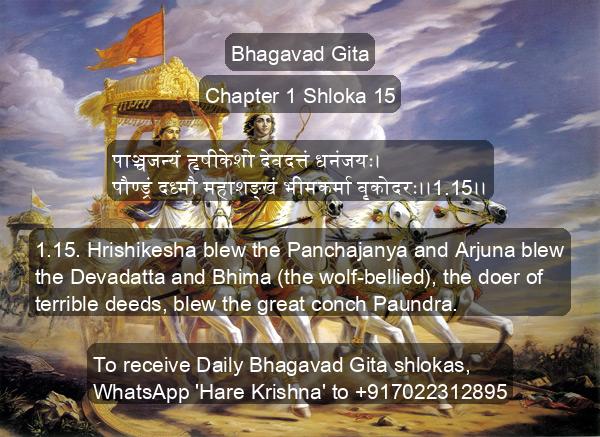 Bhagavad Gita
Chapter 1 Shloka 15
पाञ्चजन्यं हृषीकेशो देवदत्तं धनंजयः।
पौण्ड्रं दध्मौ महाशङ्खं भीमकर्मा वृकोदरः।।1.15।।
1.15. Hrishikesha blew the Panchajanya and Arjuna blew
the Devadatta and Bhima (the wolf-bellied), the doer of
terrible deeds, blew the great conch Paundra.
To receive Daily Bhagavad Gita shlokas,
WhatsApp 'Hare Krishna' to +917022312895